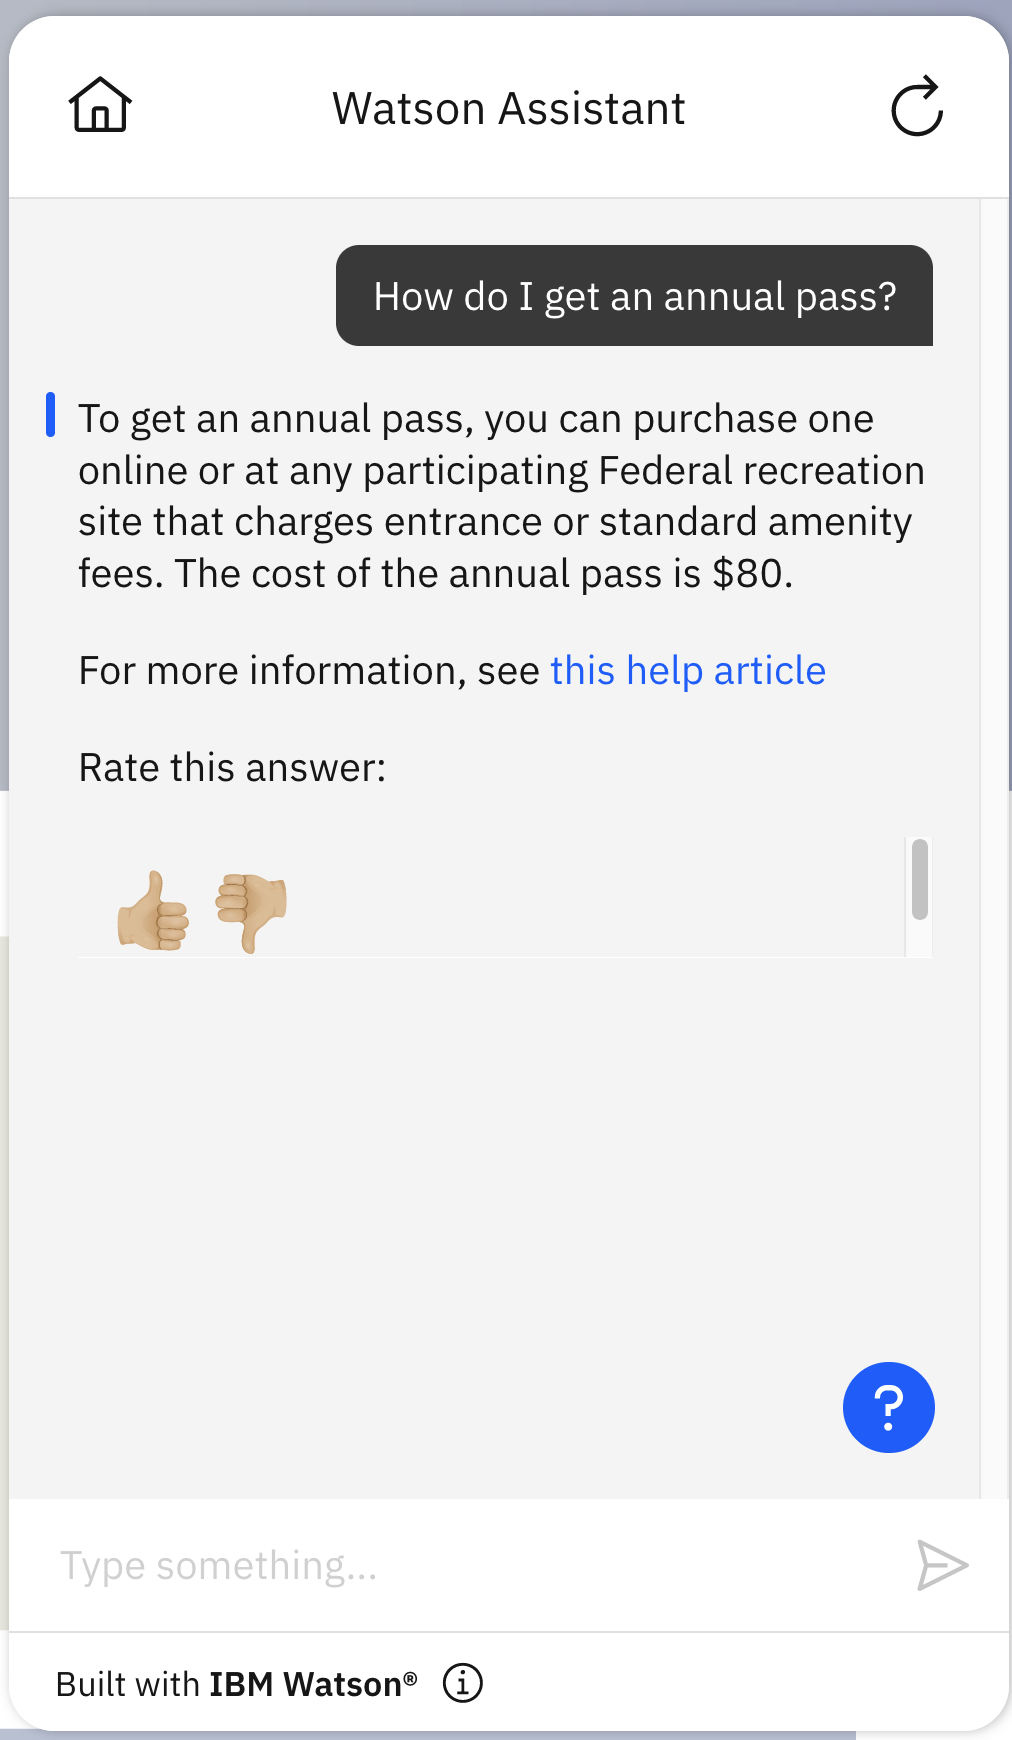 Watson Assistant
How do I get an annual pass?
To get an annual pass, you can purchase one
online or at any participating Federal recreation
site that charges entrance or standard amenity
fees. The cost of the annual pass is $80.
For more information, see this help article
Rate this answer:
?
Type something...
Built with IBM Watson® i